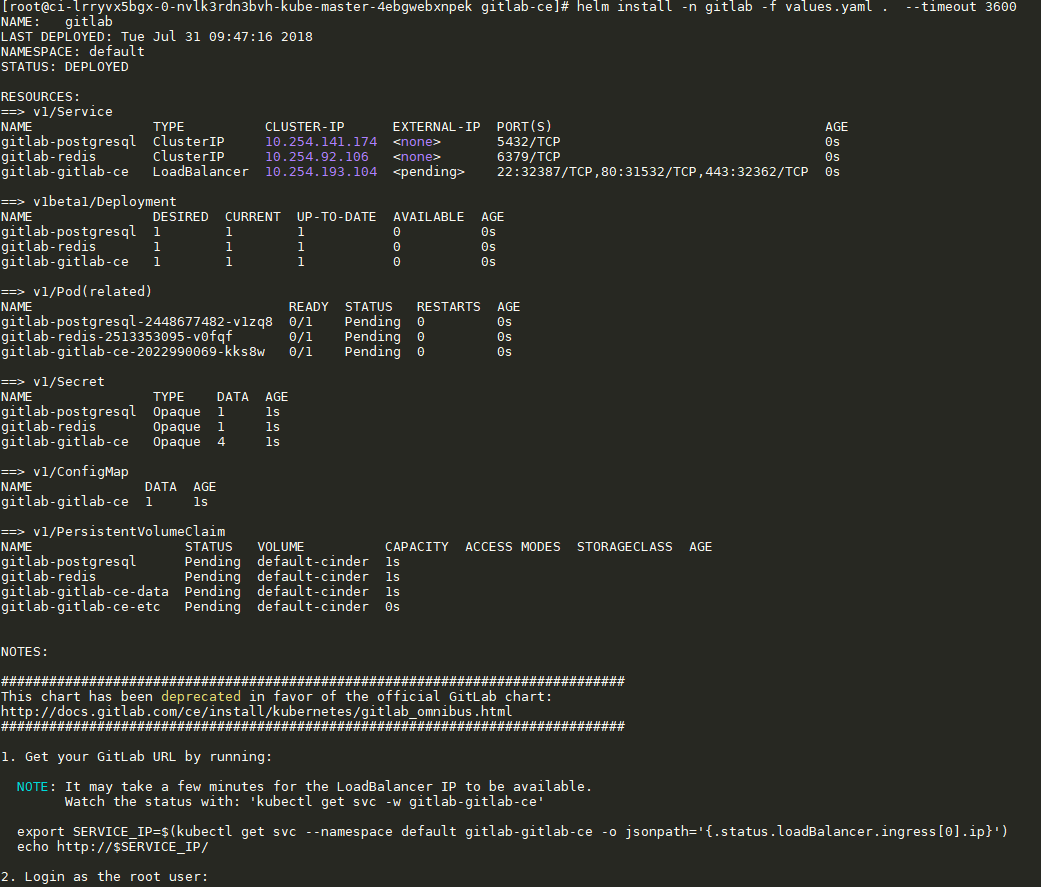 [root@ci-lrryvx5bgx-0-nvlk3rdn3bvh-kube-master-4ebgwebxnpek gitlab-ce]# helm install -n gitlab -f values.yaml .  --timeout 3600
NAME:   gitlab
LAST DEPLOYED: Tue Jul 31 09:47:16 2018
NAMESPACE: default
STATUS: DEPLOYED
RESOURCES:
==> v1/Service
NAME               TYPE          CLUSTER-IP      EXTERNAL-IP  PORT(S)                                  AGE
gitlab-postgresql  ClusterIP     10.254.141.174  <none>       5432/TCP                                 0s
gitlab-redis       ClusterIP     10.254.92.106   <none>       6379/TCP                                 0s
gitlab-gitlab-ce   LoadBalancer  10.254.193.104  <pending>    22:32387/TCP,80:31532/TCP,443:32362/TCP  0s
==> v1beta1/Deployment
NAME               DESIRED  CURRENT  UP-TO-DATE  AVAILABLE  AGE
gitlab-postgresql  1        1        1           0          0s
gitlab-redis       1        1        1           0          0s
gitlab-gitlab-ce   1        1        1           0          0s
==> v1/Pod(related)
NAME                                READY  STATUS   RESTARTS  AGE
gitlab-postgresql-2448677482-v1zq8  0/1    Pending  0         0s
gitlab-redis-2513353095-v0fqf       0/1    Pending  0         0s
gitlab-gitlab-ce-2022990069-kks8w   0/1    Pending  0         0s
==> v1/Secret
NAME               TYPE    DATA  AGE
gitlab-postgresql  Opaque  1     1s
gitlab-redis       Opaque  1     1s
gitlab-gitlab-ce   Opaque  4     1s
==> v1/ConfigMap
NAME              DATA  AGE
gitlab-gitlab-ce  1     1s
==> v1/PersistentVolumeClaim
NAME                   STATUS   VOLUME          CAPACITY  ACCESS MODES  STORAGECLASS  AGE
gitlab-postgresql      Pending  default-cinder  1s
gitlab-redis           Pending  default-cinder  1s
gitlab-gitlab-ce-data  Pending  default-cinder  1s
gitlab-gitlab-ce-etc   Pending  default-cinder  0s
NOTES:
##############################################################################
This chart has been deprecated in favor of the official GitLab chart:
http://docs.gitlab.com/ce/install/kubernetes/gitlab_omnibus.html
##############################################################################
1. Get your GitLab URL by running:
  NOTE: It may take a few minutes for the LoadBalancer IP to be available.
        Watch the status with: 'kubectl get svc -w gitlab-gitlab-ce'
  export SERVICE_IP=$(kubectl get svc --namespace default gitlab-gitlab-ce -o jsonpath='{.status.loadBalancer.ingress[0].ip}')
  echo http://$SERVICE_IP/
2. Login as the root user: